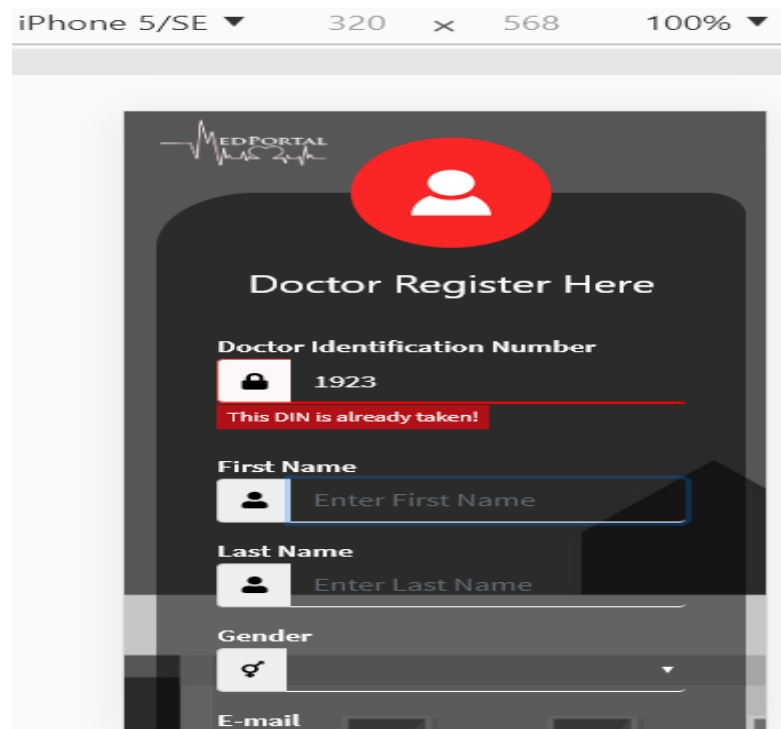 iPhone 5/SE ▼ 320 × 568 100% ▼
MEDPORTAL
Doctor Register Here
Doctor Identification Number
1923
This DIN is already taken!
First Name
Enter First Name
Last Name
Enter Last Name
Gender
E-mail